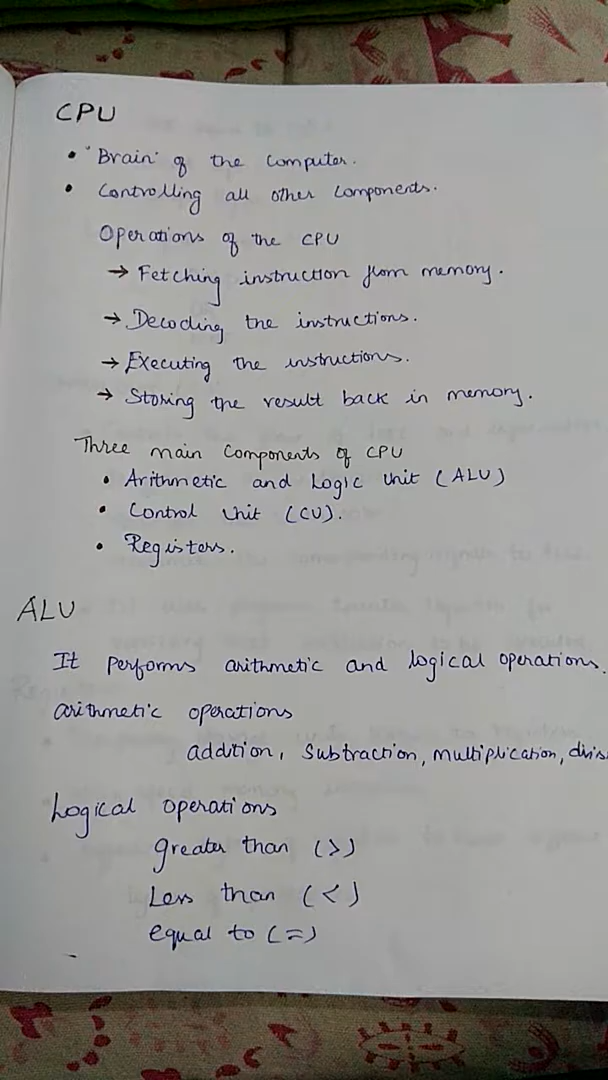 CPU
• "Brain" of the computer.
• Controlling all other components.
Operations of the CPU
→ Fetching instruction from memory.
→ Decoding the instructions.
→ Executing the instructions.
→ Storing the result back in memory.
Three main components of CPU
• Arithmetic and Logic Unit (ALU)
• Control Unit (CU).
• Registers.
ALU
It performs arithmetic and logical operations.
arithmetic operations
addition, Subtraction, multiplication, divis
Logical operations
greater than (>)
Less than (<)
equal to (=)